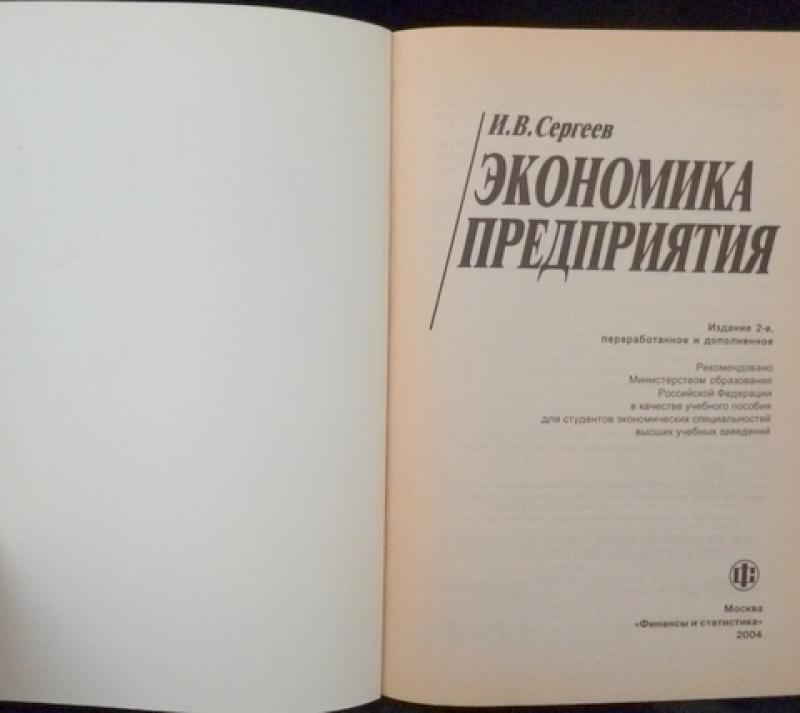 И.В.Сергеев
ЭКОНОМИКА
ПРЕДПРИЯТИЯ
Издание 2-е,
переработанное и дополненное
Рекомендовано
Министерством образования
Российской Федерации
в качестве учебного пособия
для студентов экономических специальностей
высших учебных заведений
Москва
«Финансы и статистика»
2004